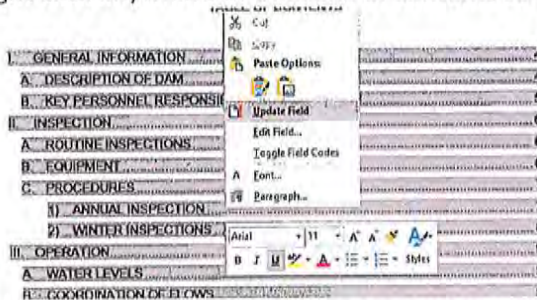 TABLE OF CONTENTS
Cut
Copy
Paste Options:
I. GENERAL INFORMATION
A. DESCRIPTION OF DAM
B. KEY PERSONNEL RESPONSI
Update Field
II. INSPECTION
Edit Field...
A. ROUTINE INSPECTIONS
Toggle Field Codes
B. EQUIPMENT
A Font...
C. PROCEDURES
Paragraph...
1) ANNUAL INSPECTION
2) WINTER INSPECTIONS
Arial 11 A A A
III. OPERATION
B I U A Styles
A. WATER LEVELS
B. COORDINATION OF FLOWS